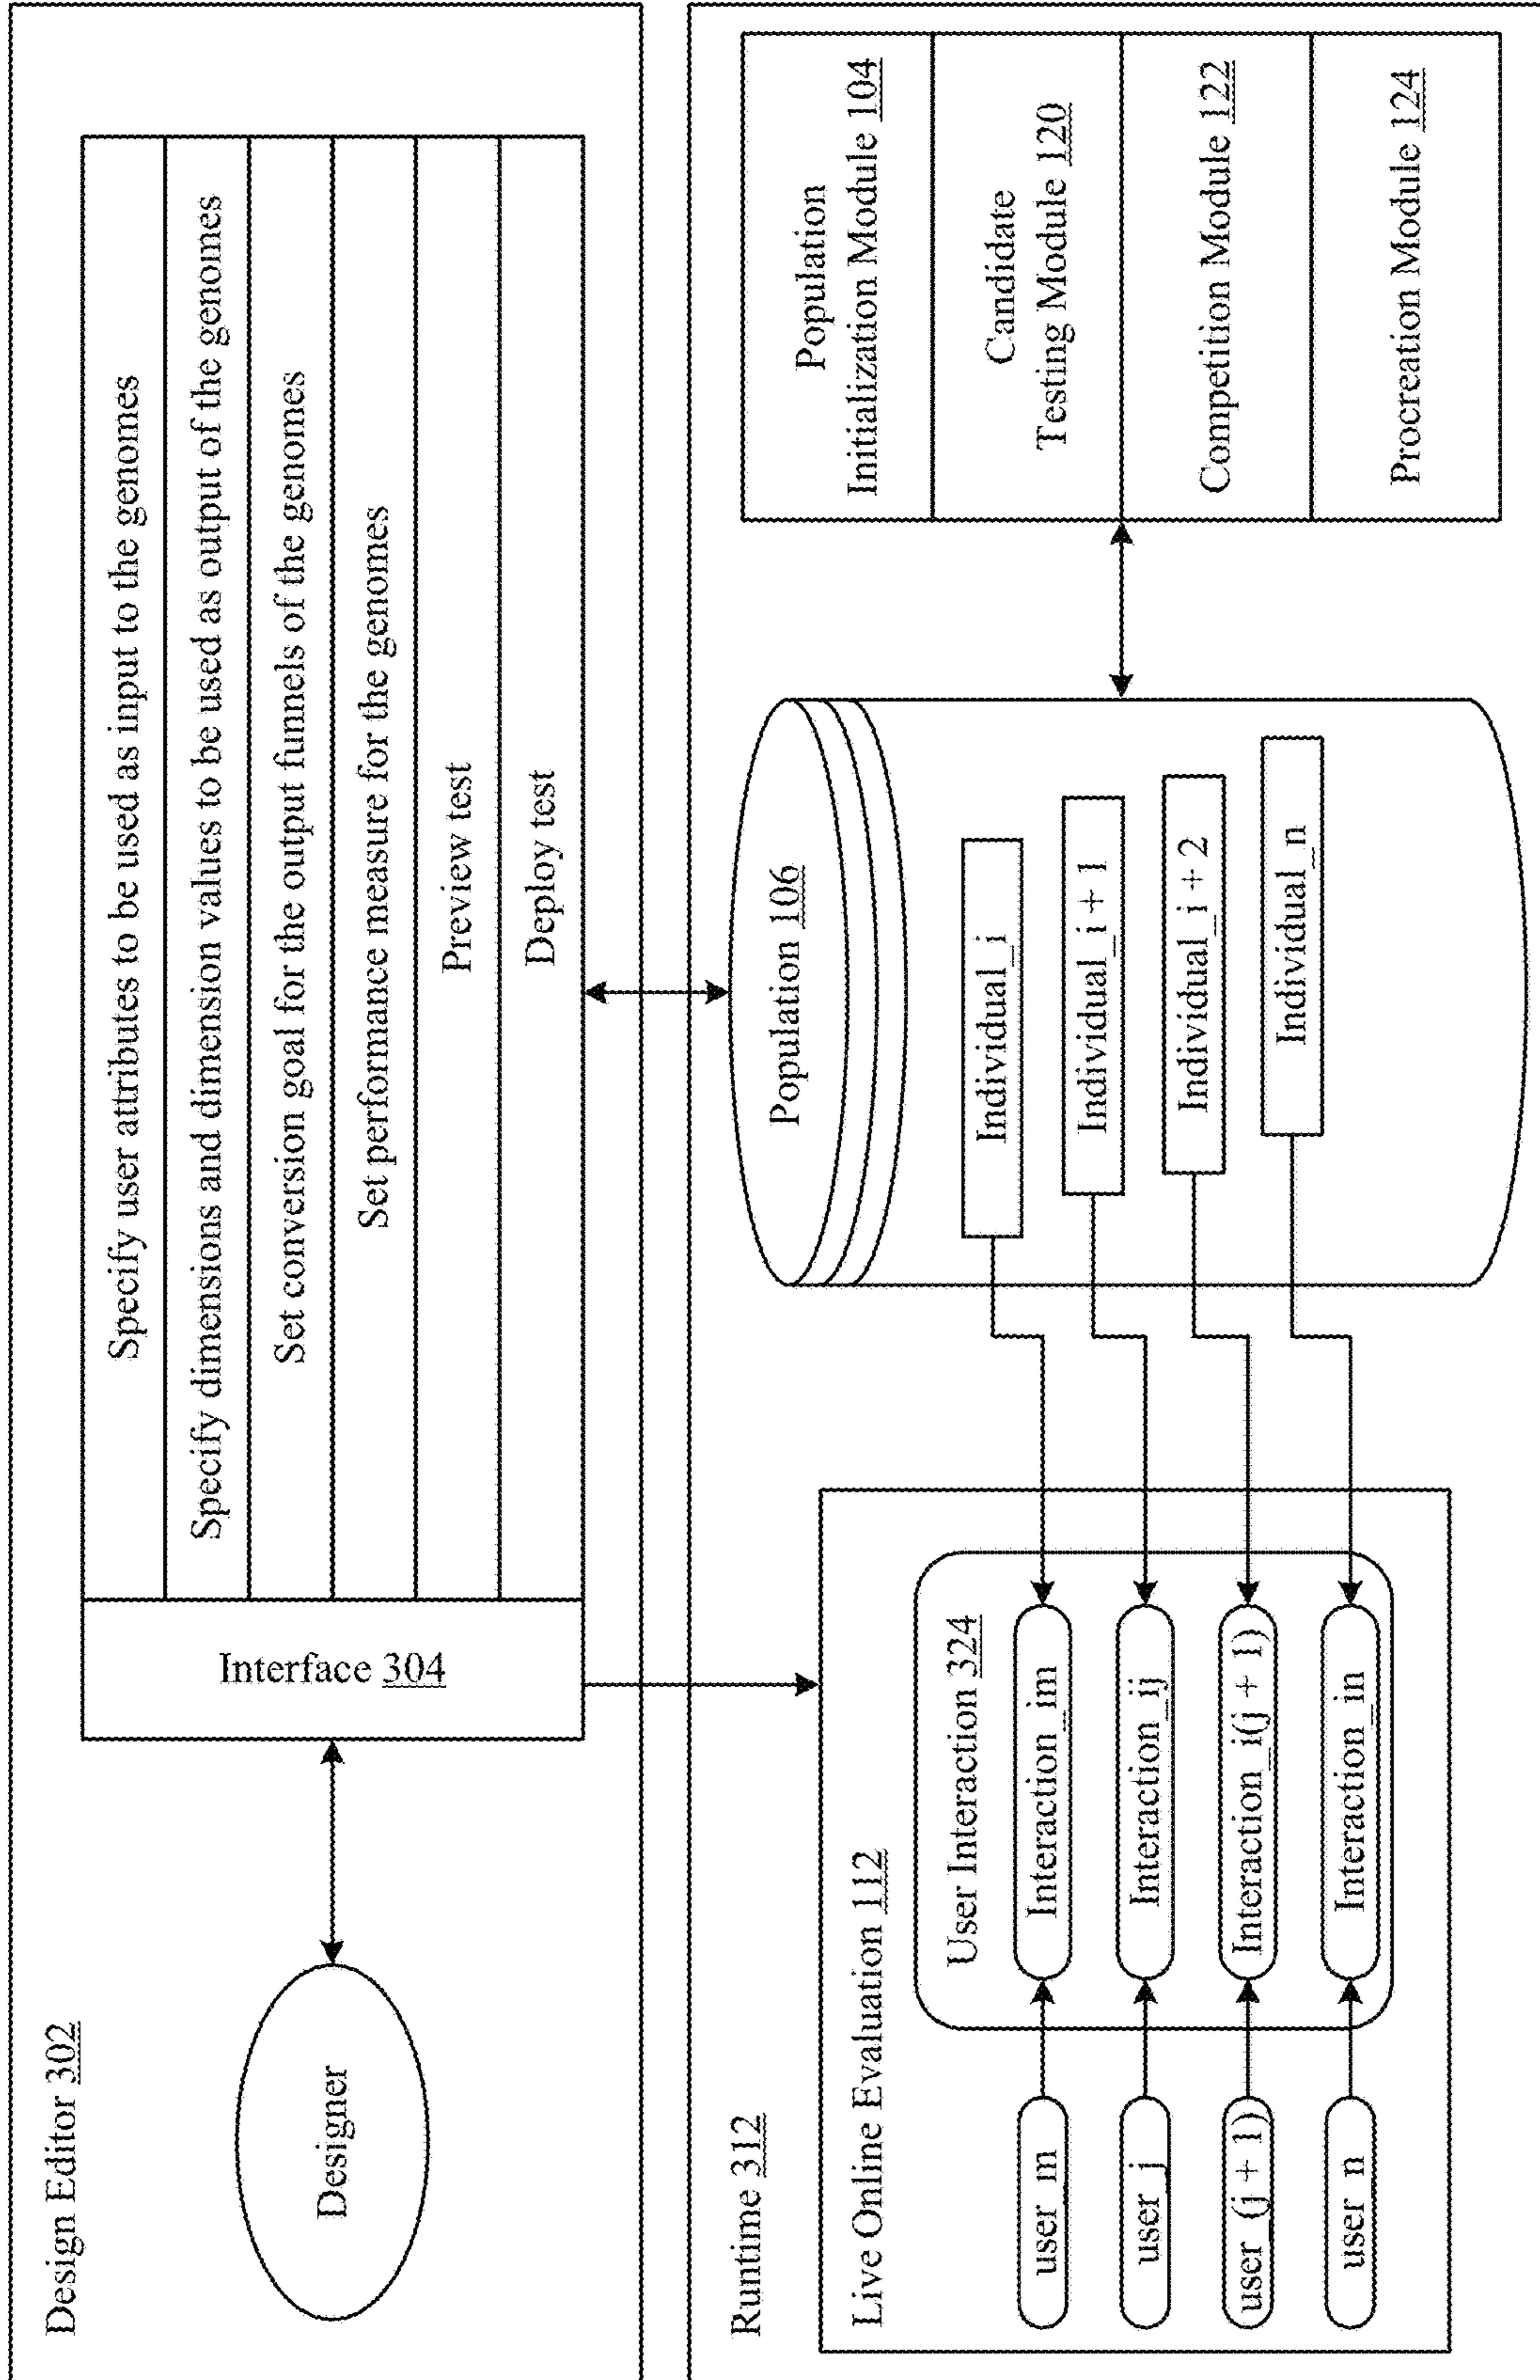 Design Editor 302
Designer
Interface 304
Specify user attributes to be used as input to the genomes
Specify dimensions and dimension values to be used as output of the genomes
Set conversion goal for the output funnels of the genomes
Set performance measure for the genomes
Preview test
Deploy test
Runtime 312
Live Online Evaluation 112
User Interaction 324
user_m
Interaction_im
user_j
Interaction_ij
user_(j + 1)
Interaction_i(j + 1)
user_n
Interaction_in
Population 106
Individual_i
Individual_i + 1
Individual_i + 2
Individual_n
Population
Initialization Module 104
Candidate
Testing Module 120
Competition Module 122
Procreation Module 124